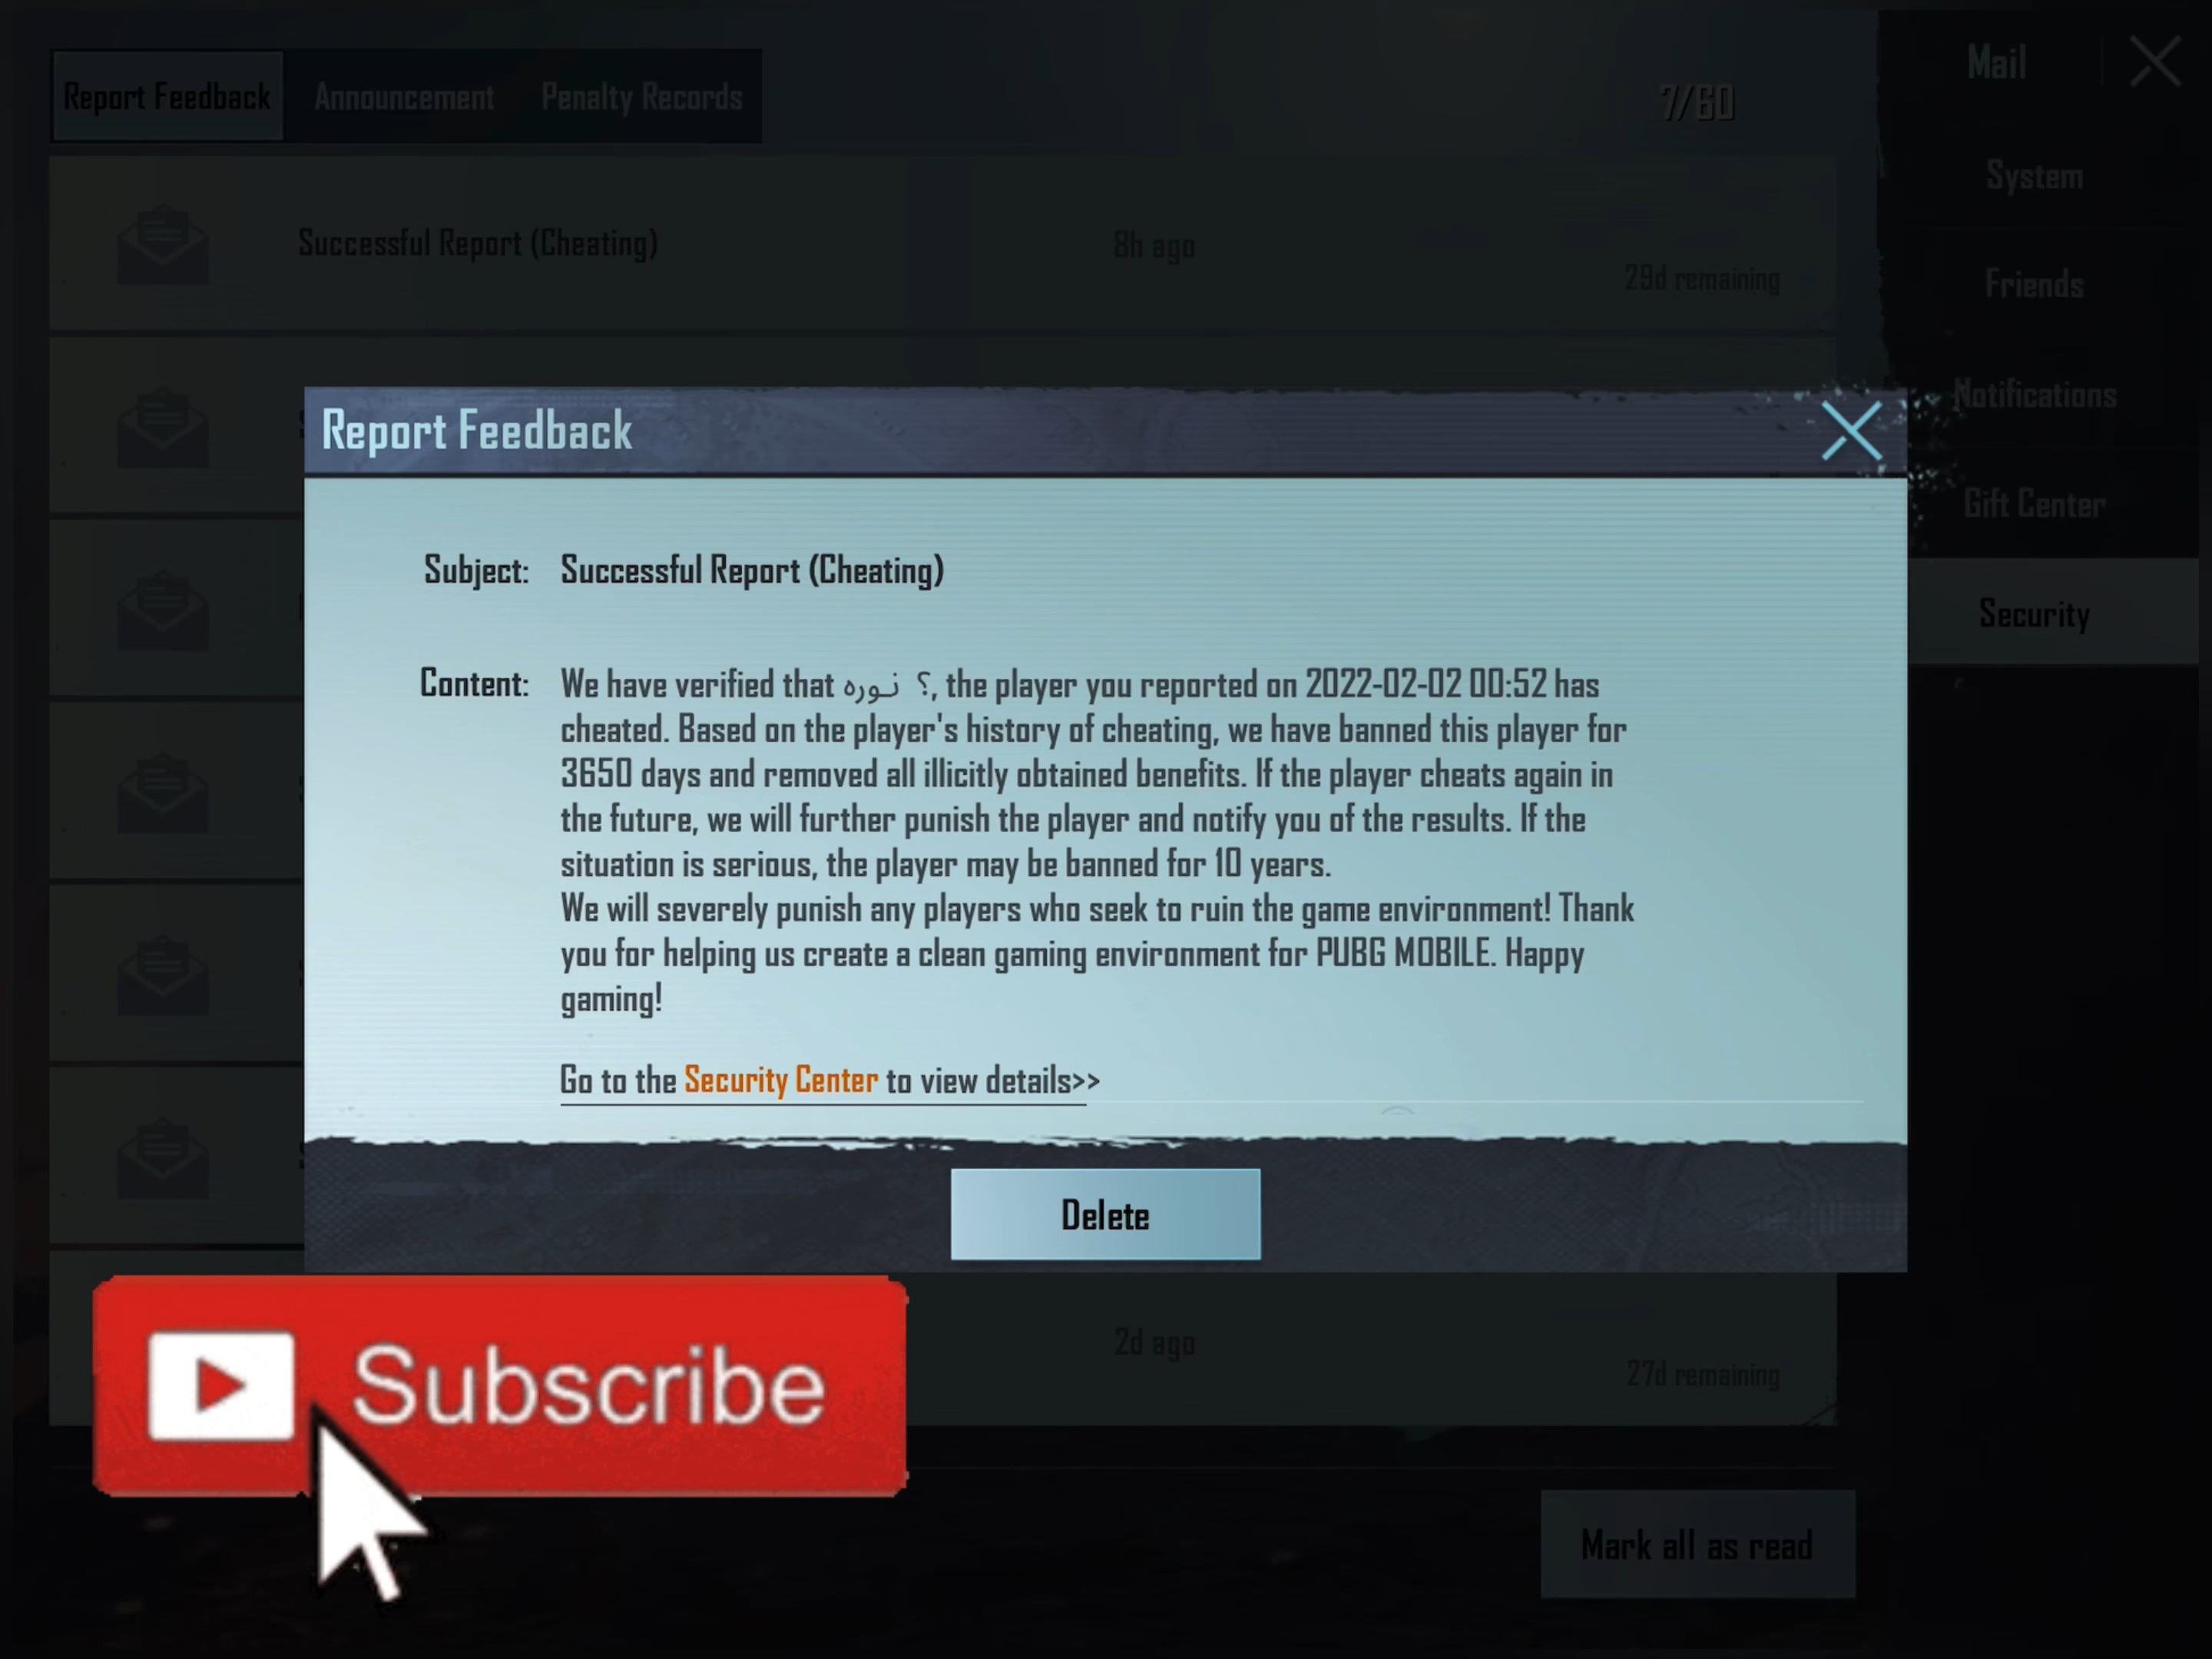 Report Feedback
Announcement
Penalty Records
7/60
Mail
System
Friends
Notifications
Gift Center
Security
Successful Report (Cheating)
8h ago
29d remaining
Report Feedback
Subject: Successful Report (Cheating)
Content: We have verified that نوره ؟, the player you reported on 2022-02-02 00:52 has
cheated. Based on the player's history of cheating, we have banned this player for
3650 days and removed all illicitly obtained benefits. If the player cheats again in
the future, we will further punish the player and notify you of the results. If the
situation is serious, the player may be banned for 10 years.
We will severely punish any players who seek to ruin the game environment! Thank
you for helping us create a clean gaming environment for PUBG MOBILE. Happy
gaming!
Go to the Security Center to view details>>
Delete
2d ago
27d remaining
Subscribe
Mark all as read